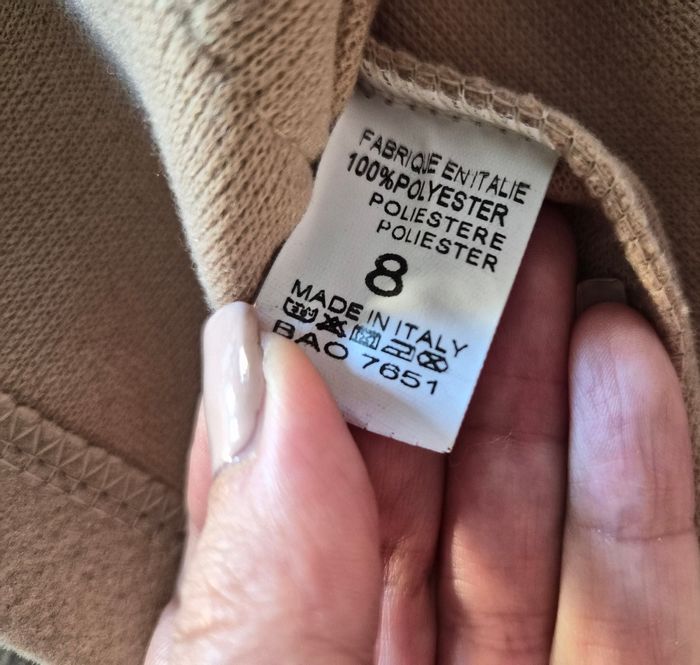 FABRIQUE EN ITALIE
100%POLYESTER
POLIESTERE
POLIESTER
8
MADE IN ITALY
BAO 7651